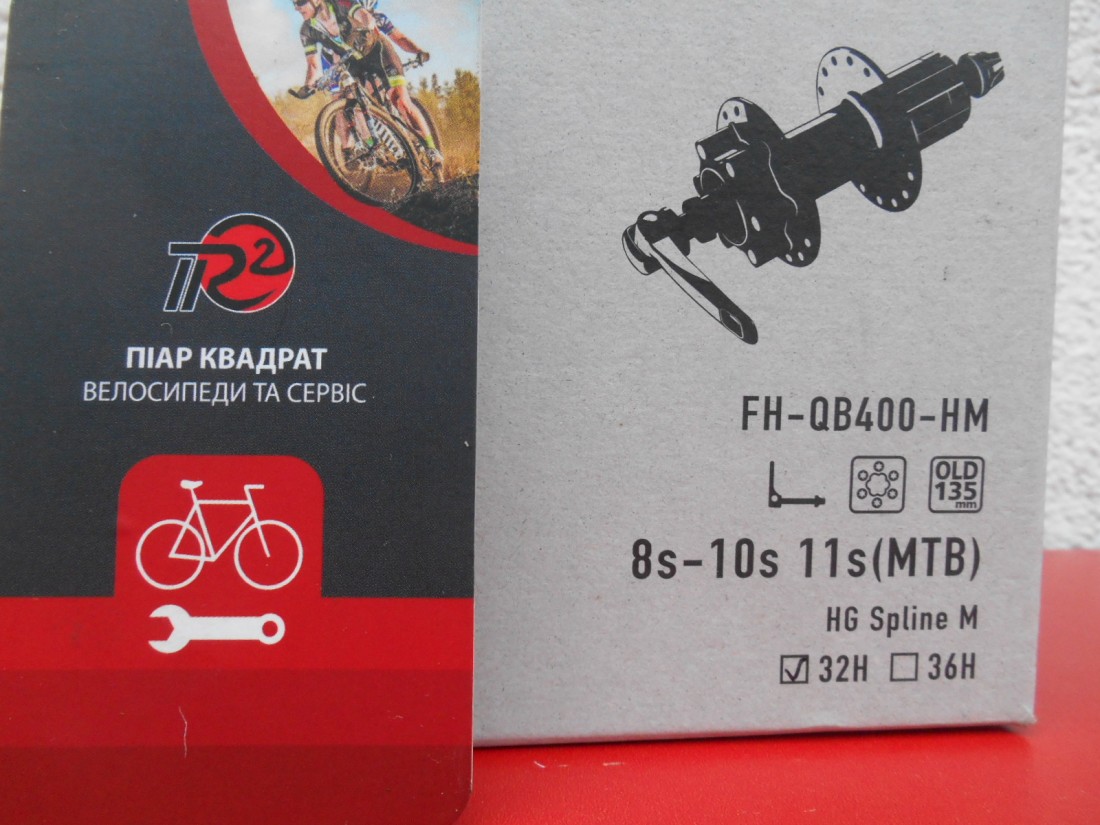 ПR2
ПІАР КВАДРАТ
ВЕЛОСИПЕДИ ТА СЕРВІС
FH-QB400-HM
OLD
135
mm
8s-10s 11s(MTB)
HG Spline M
32H 36H